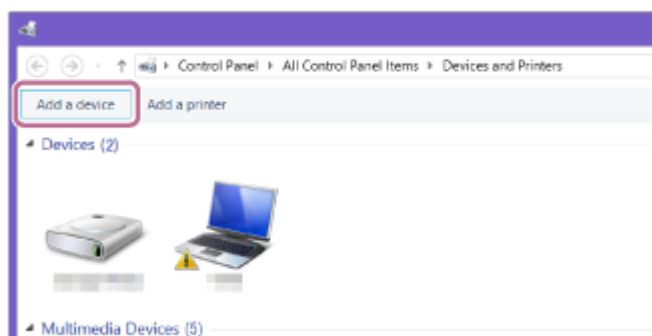 Control Panel All Control Panel Items Devices and Printers
Add a device Add a printer
Devices (2)
Multimedia Devices (5)